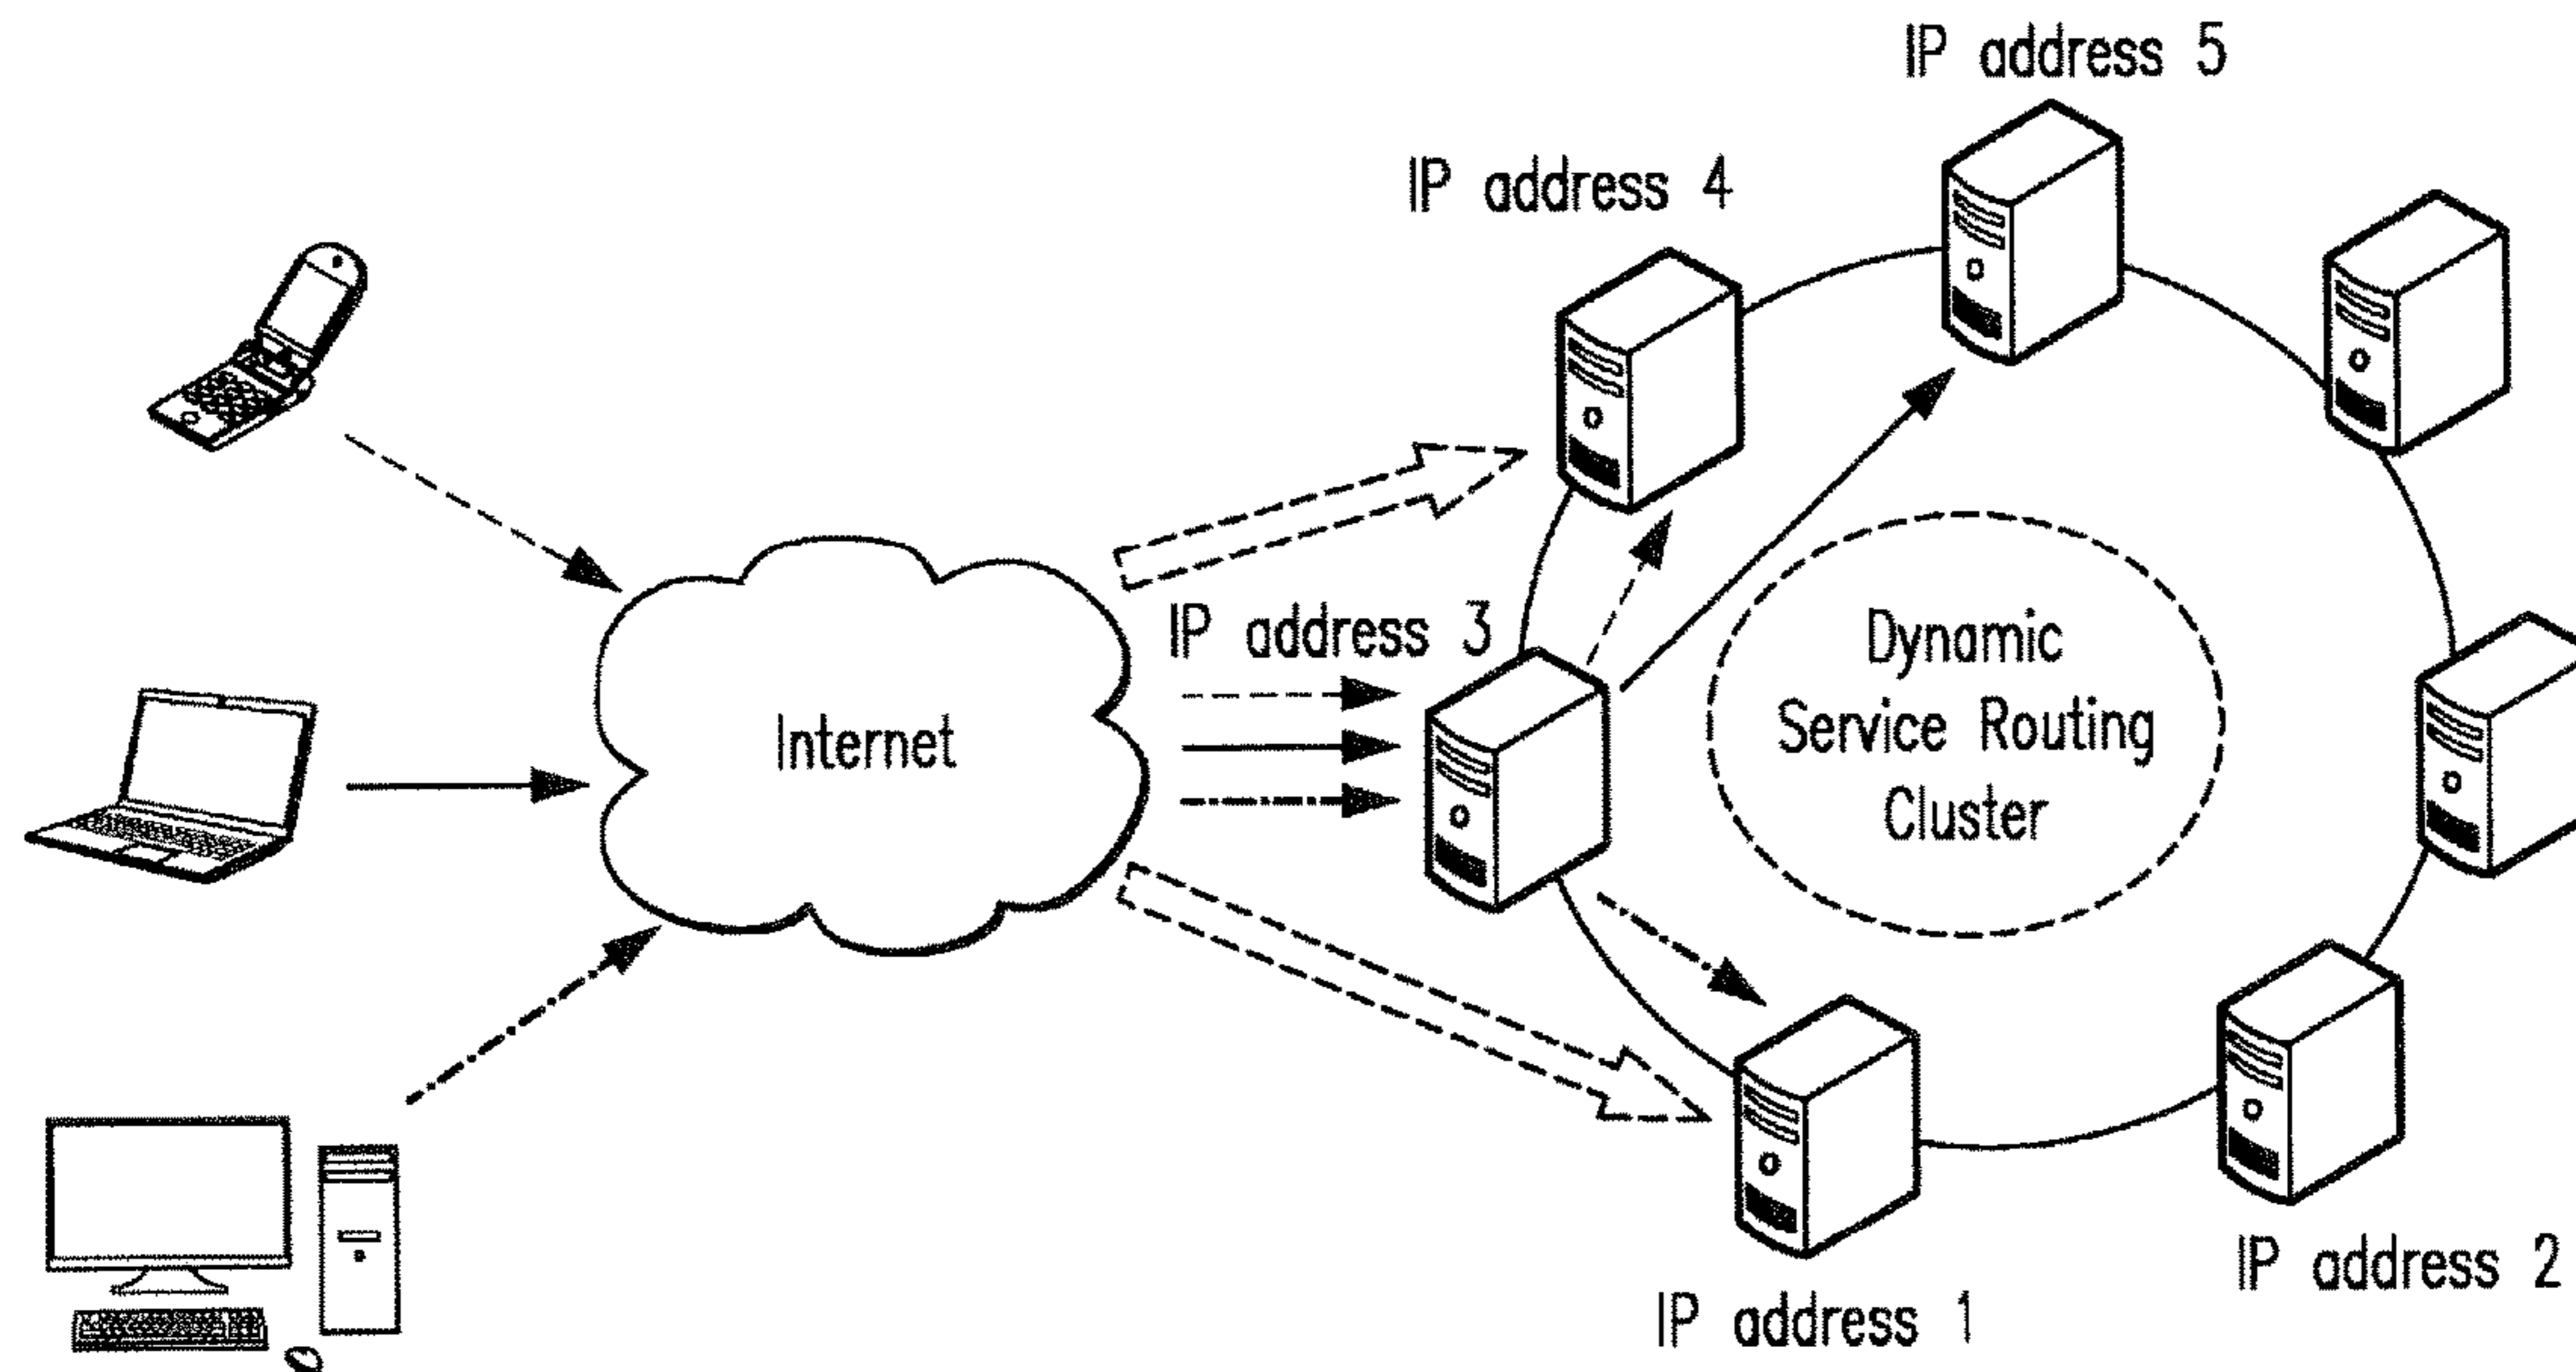 IP address 5
IP address 4
IP address 3
Internet
Dynamic
Service Routing
Cluster
IP address 2
IP address 1